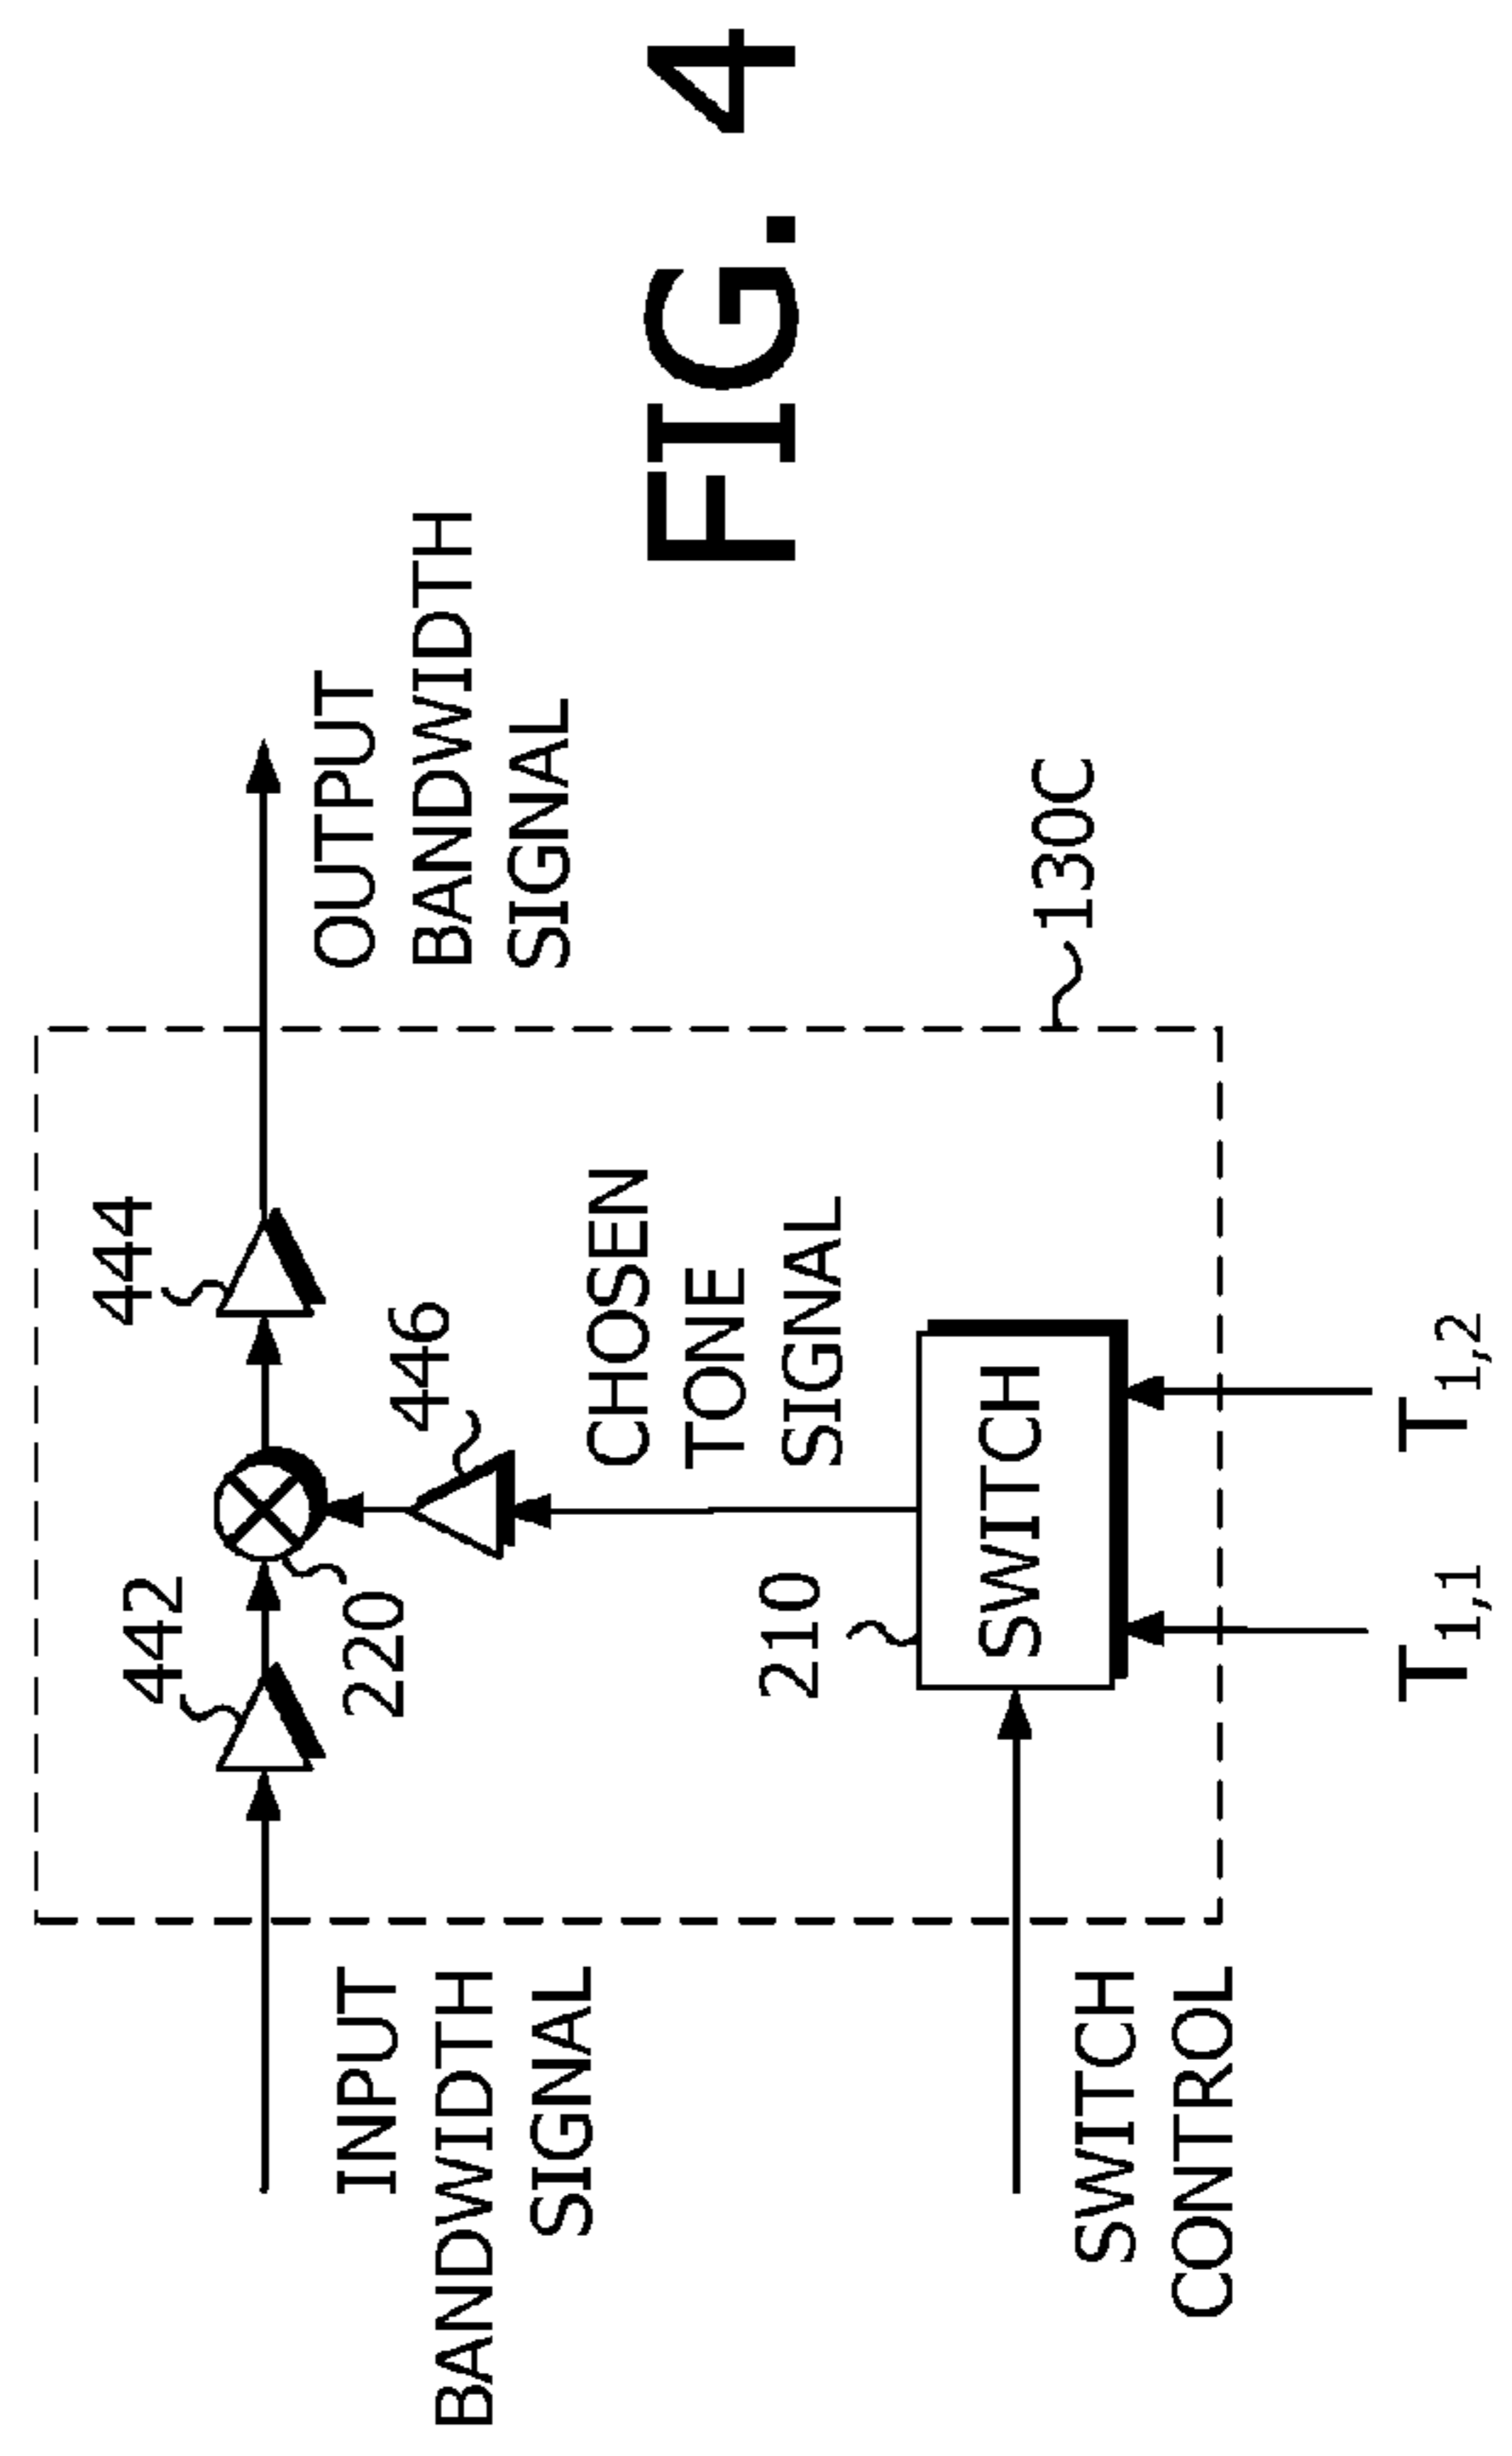 444
442
446
220
OUTPUT
BANDWIDTH
SIGNAL
INPUT
BANDWIDTH
SIGNAL
CHOSEN
TONE
SIGNAL
210
SWITCH
130C
SWITCH
CONTROL
T1,1
T1,2
FIG. 4